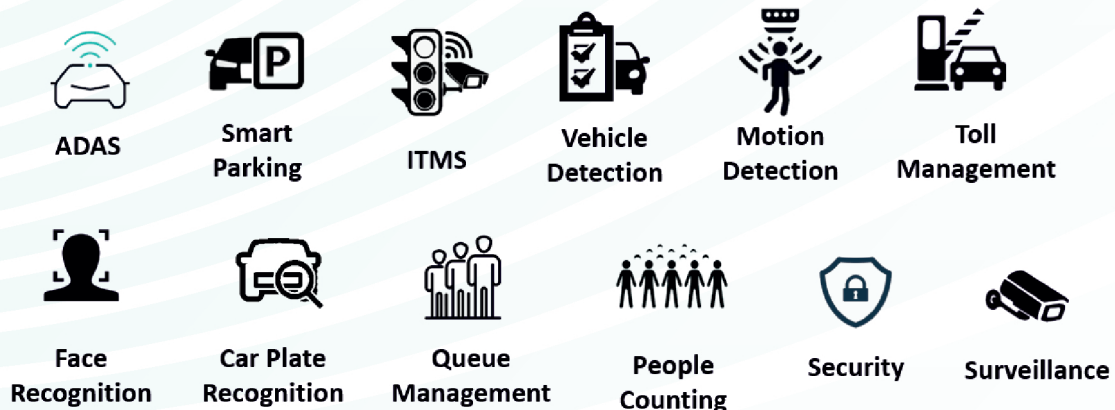 P
ADAS
Smart
Parking
ITMS
Vehicle
Detection
Motion
Detection
Toll
Management
Face
Recognition
Car Plate
Recognition
Queue
Management
People
Counting
Security
Surveillance